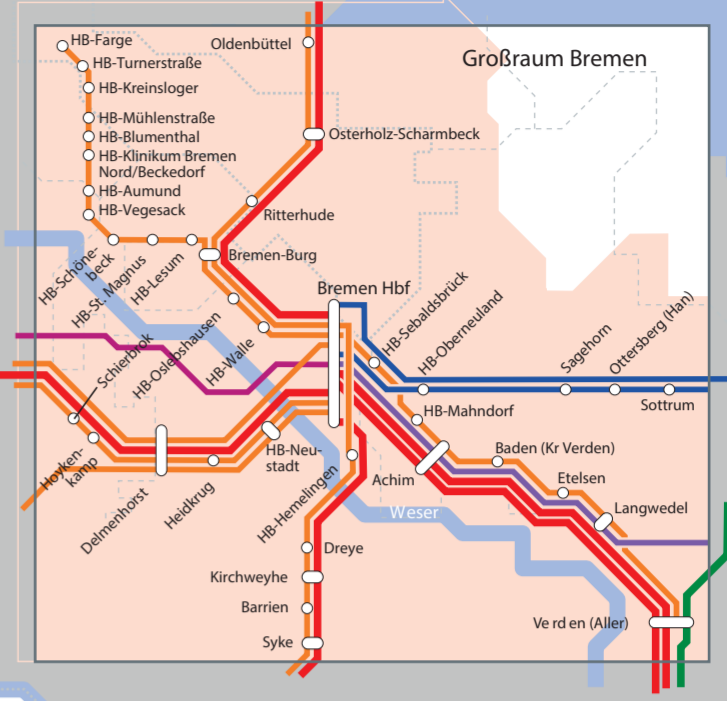 HB-Farge
Oldenbüttel
Großraum Bremen
HB-Turnerstraße
HB-Kreinsloger
HB-Mühlenstraße
Osterholz-Scharmbeck
HB-Blumenthal
HB-Klinikum Bremen
Nord/Beckedorf
HB-Aumund
HB-Vegesack
Ritterhude
HB-Schöne-
beck
HB-St. Magnus
HB-Lesum
Bremen-Burg
Bremen Hbf
HB-Sebaldsbrück
HB-Oberneuland
Sagehorn
Ottersberg (Han)
Schierbrok
HB-Oslebshausen
HB-Walle
Sottrum
HB-Mahndorf
Hoyken-
kamp
Delmenhorst
Heidkrug
HB-Neu-
stadt
HB-Hemelingen
Achim
Baden (Kr Verden)
Etelsen
Langwedel
Weser
Dreye
Kirchweyhe
Barrien
Verden (Aller)
Syke